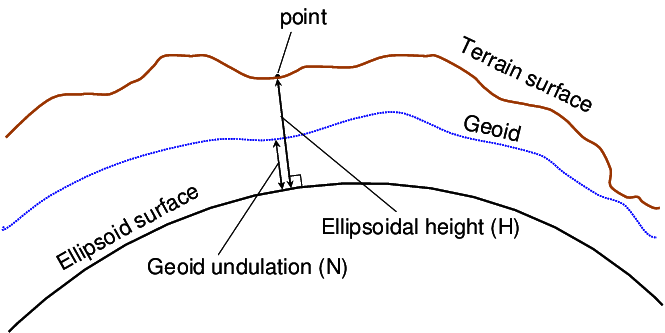 point
Terrain surface
Geoid
Ellipsoid surface
Ellipsoidal height (H)
Geoid undulation (N)